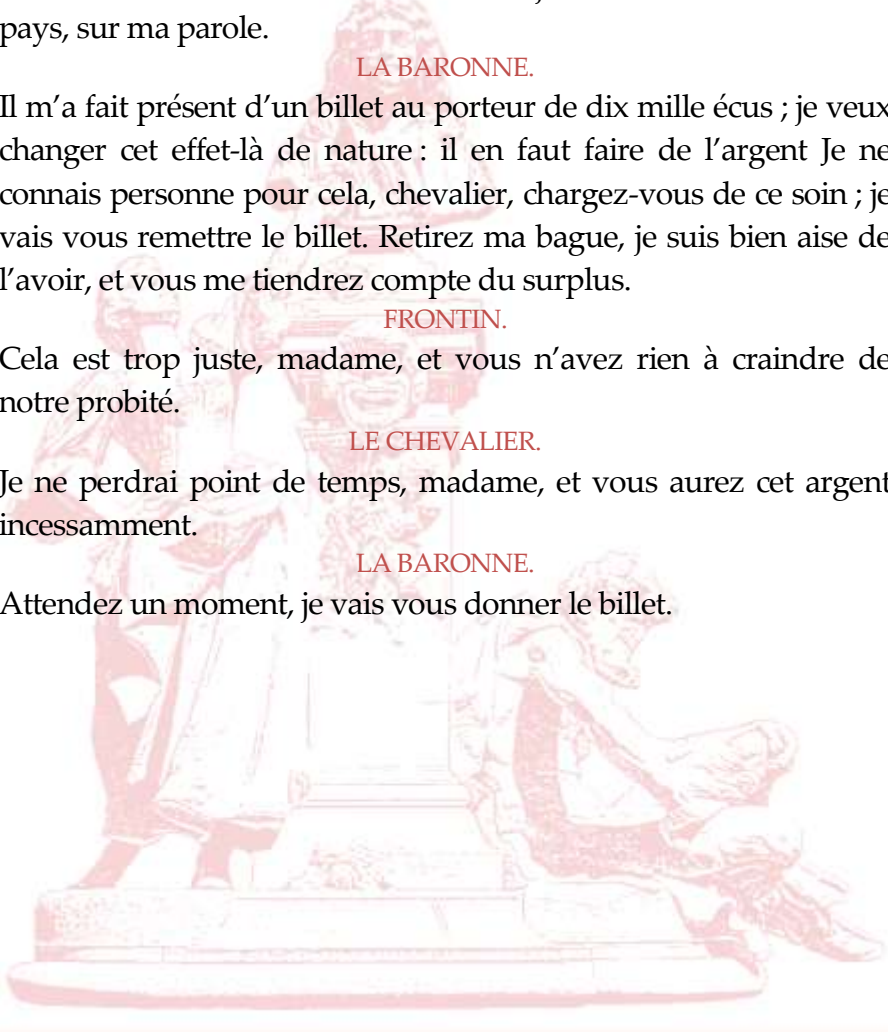 pays, sur ma parole.
LA BARONNE.
Il m’a fait présent d’un billet au porteur de dix mille écus ; je veux
changer cet effet-là de nature : il en faut faire de l’argent Je ne
connais personne pour cela, chevalier, chargez-vous de ce soin ; je
vais vous remettre le billet. Retirez ma bague, je suis bien aise de
l’avoir, et vous me tiendrez compte du surplus.
FRONTIN.
Cela est trop juste, madame, et vous n’avez rien à craindre de
notre probité.
LE CHEVALIER.
Je ne perdrai point de temps, madame, et vous aurez cet argent
incessamment.
LA BARONNE.
Attendez un moment, je vais vous donner le billet.